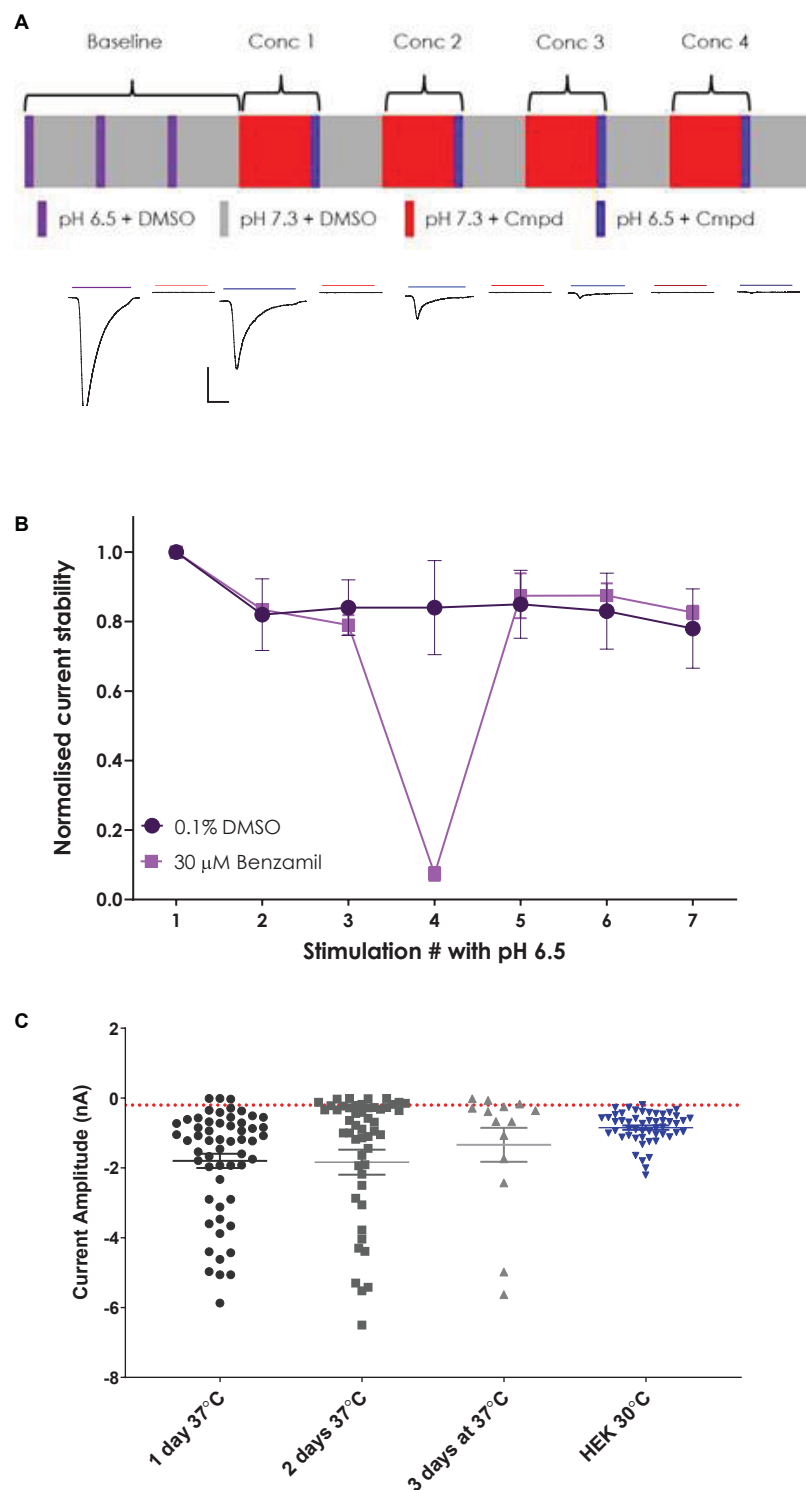 A
Baseline Conc 1 Conc 2 Conc 3 Conc 4
pH 6.5 + DMSO pH 7.3 + DMSO pH 7.3 + Cmpd pH 6.5 + Cmpd
B
Normalised current stability
1.0
0.8
0.6
0.4
0.2
0.0
0.1% DMSO
30 μM Benzamil
1 2 3 4 5 6 7
Stimulation # with pH 6.5
C
Current Amplitude (nA)
2
0
-2
-4
-6
-8
1 day 37°C
2 days 37°C
3 days at 37°C
HEK 30°C